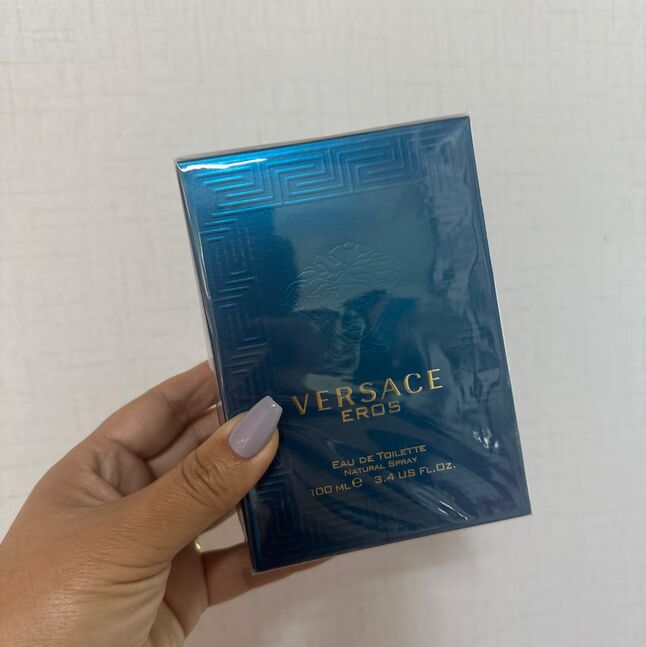 VERSACE
EROS
EAU DE TOILETTE
NATURAL SPRAY
100 ML ℮ 3.4 US FL.OZ.